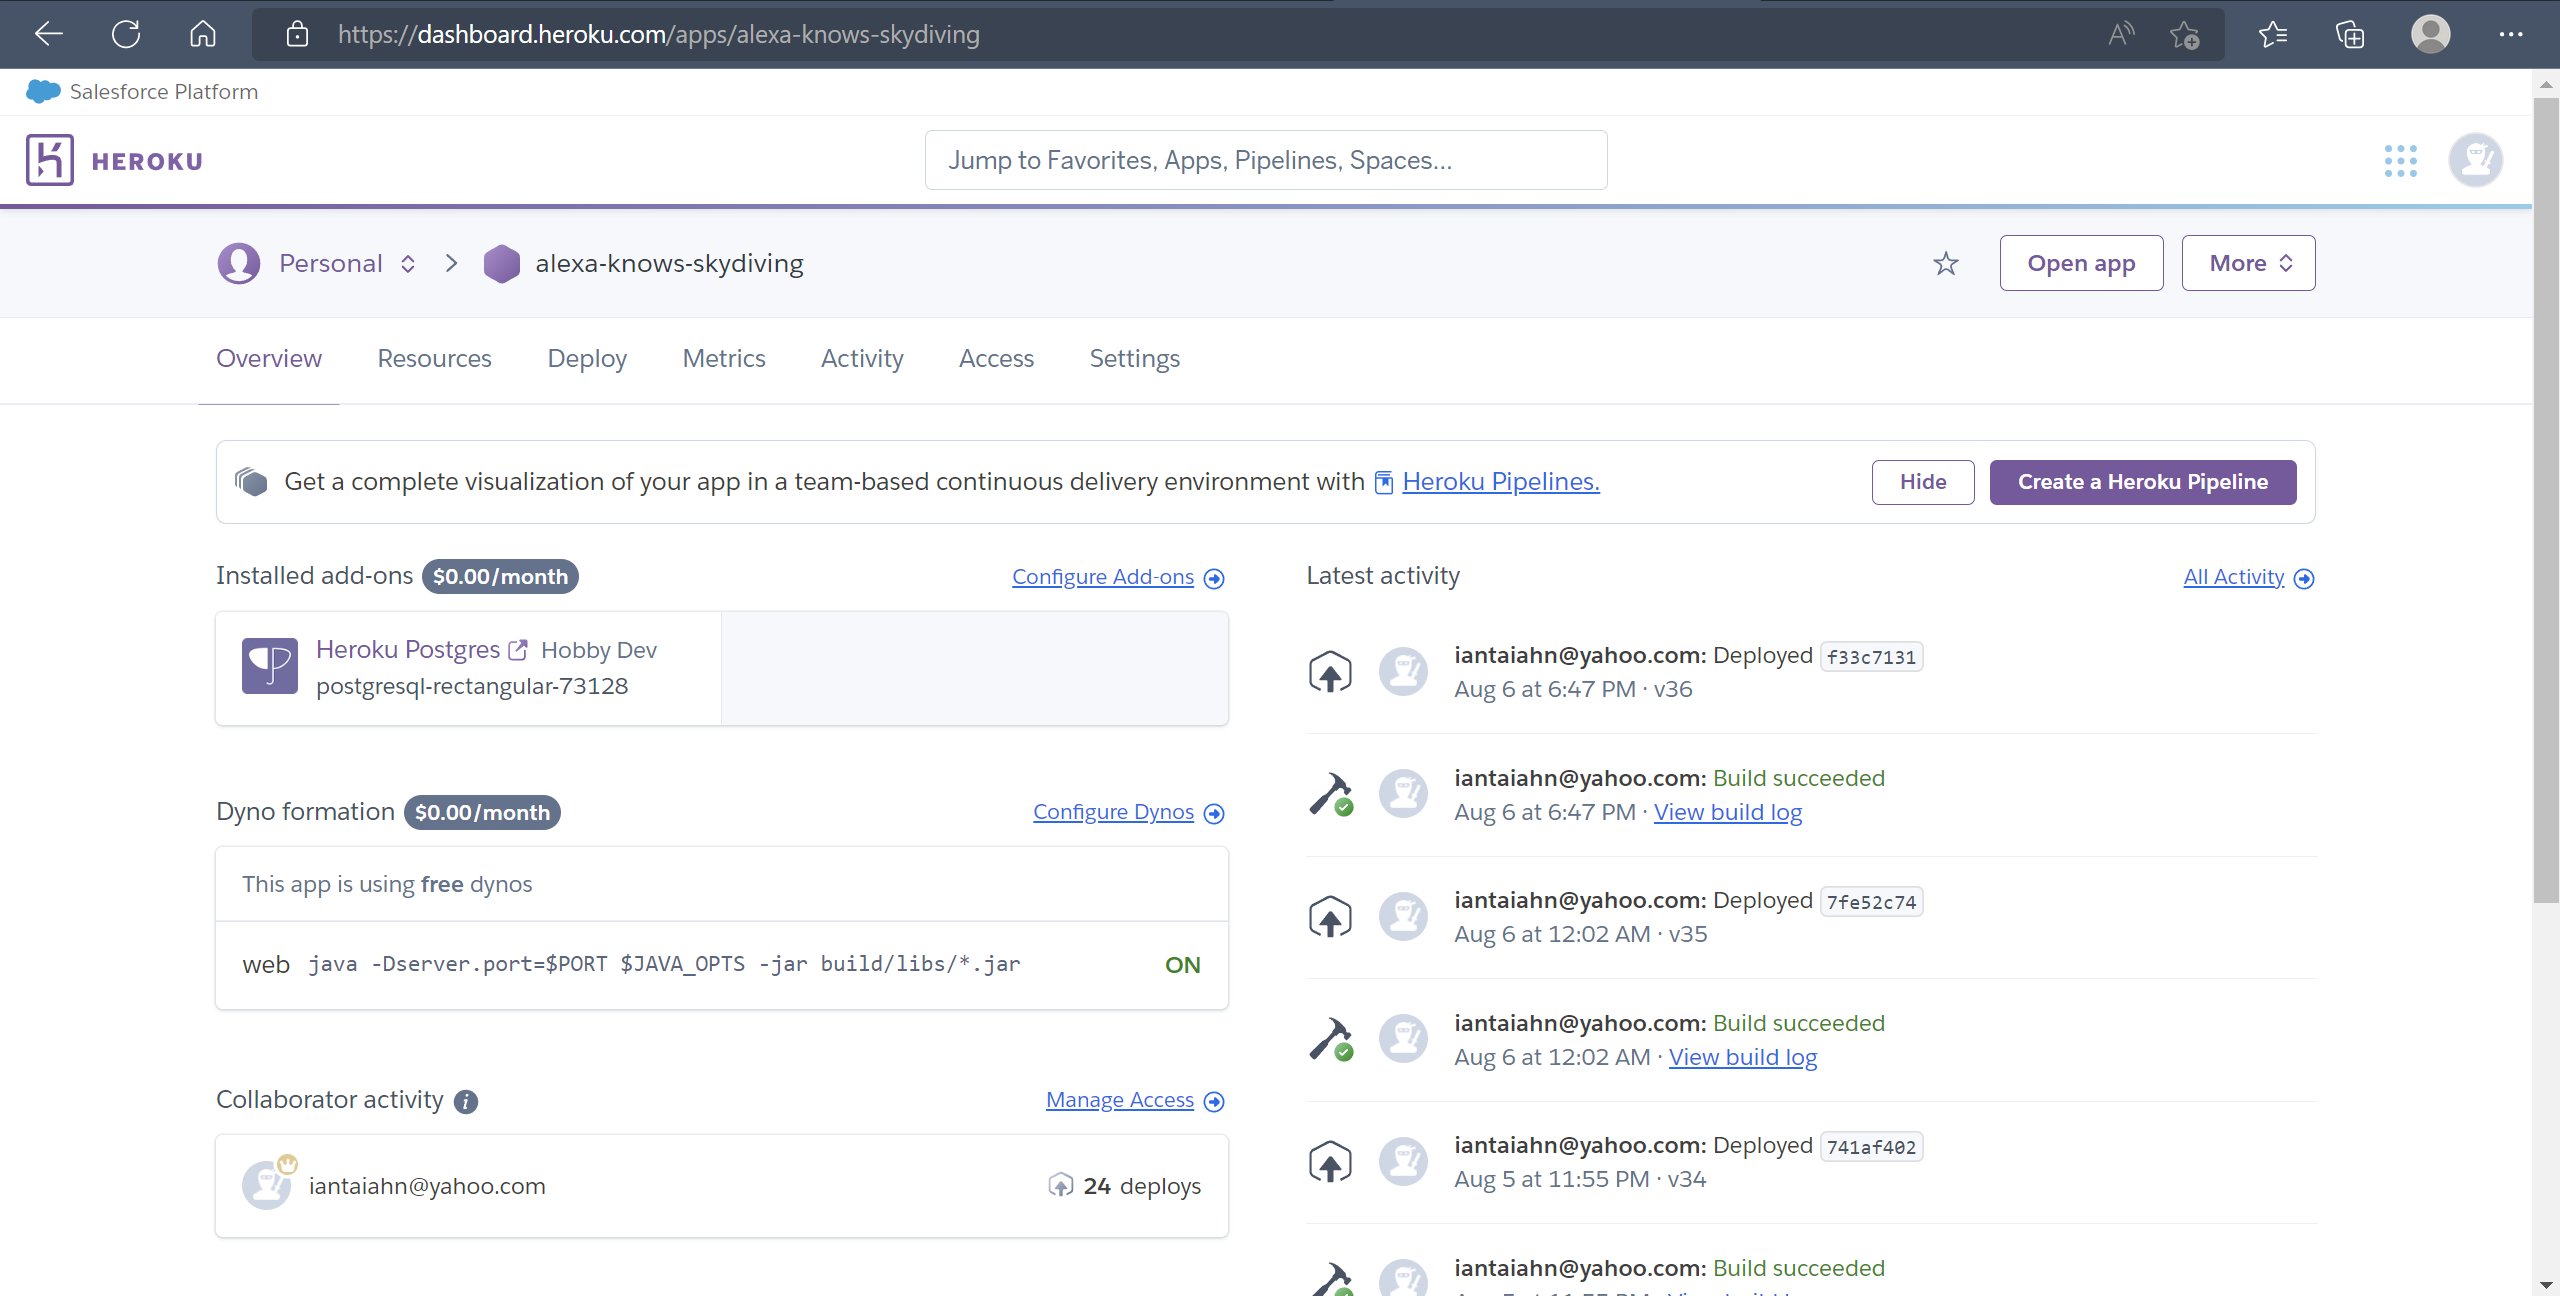 https://dashboard.heroku.com/apps/alexa-knows-skydiving
Salesforce Platform
HEROKU
Jump to Favorites, Apps, Pipelines, Spaces...
Personal
alexa-knows-skydiving
Open app
More
Overview
Resources
Deploy
Metrics
Activity
Access
Settings
Get a complete visualization of your app in a team-based continuous delivery environment with Heroku Pipelines.
Hide
Create a Heroku Pipeline
Installed add-ons $0.00/month
Configure Add-ons
Heroku Postgres Hobby Dev
postgresql-rectangular-73128
Dyno formation $0.00/month
Configure Dynos
This app is using free dynos
web java -Dserver.port=$PORT $JAVA_OPTS -jar build/libs/*.jar
ON
Collaborator activity
Manage Access
iantaiahn@yahoo.com
24 deploys
Latest activity
All Activity
iantaiahn@yahoo.com: Deployed f33c7131
Aug 6 at 6:47 PM · v36
iantaiahn@yahoo.com: Build succeeded
Aug 6 at 6:47 PM · View build log
iantaiahn@yahoo.com: Deployed 7fe52c74
Aug 6 at 12:02 AM · v35
iantaiahn@yahoo.com: Build succeeded
Aug 6 at 12:02 AM · View build log
iantaiahn@yahoo.com: Deployed 741af402
Aug 5 at 11:55 PM · v34
iantaiahn@yahoo.com: Build succeeded